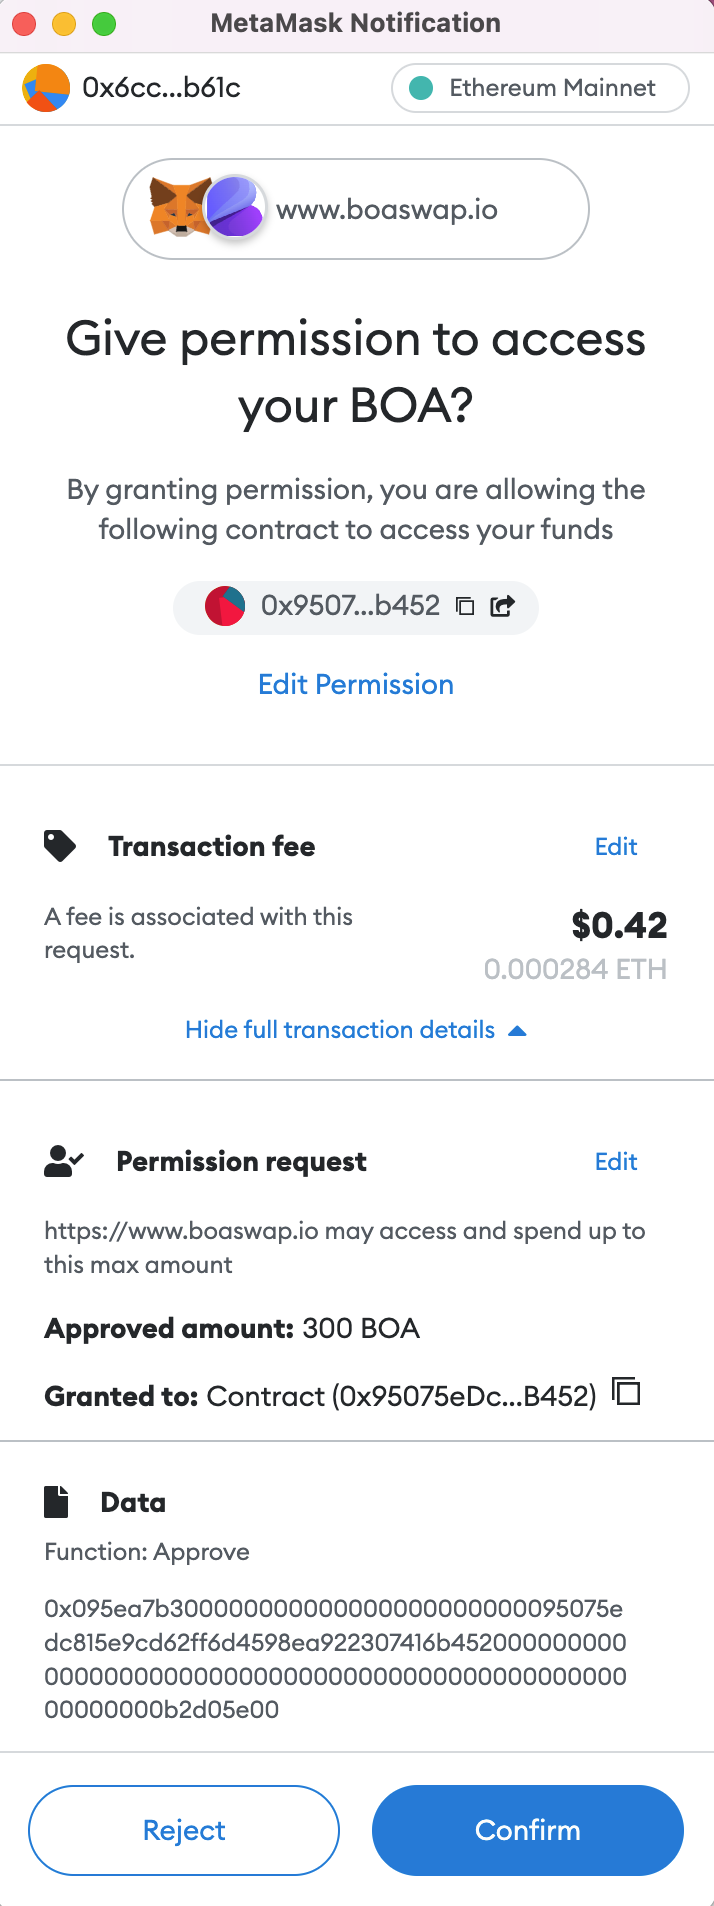 MetaMask Notification
0x6cc...b61c
Ethereum Mainnet
www.boaswap.io
Give permission to access
your BOA?
By granting permission, you are allowing the
following contract to access your funds
0x9507...b452
Edit Permission
Transaction fee
Edit
A fee is associated with this
request.
$0.42
0.000284 ETH
Hide full transaction details
Permission request
Edit
https://www.boaswap.io may access and spend up to
this max amount
Approved amount: 300 BOA
Granted to: Contract (0x95075eDc...B452)
Data
Function: Approve
0x095ea7b300000000000000000000000095075e
dc815e9cd62ff6d4598ea922307416b452000000000
0000000000000000000000000000000000000000
00000000b2d05e00
Reject
Confirm